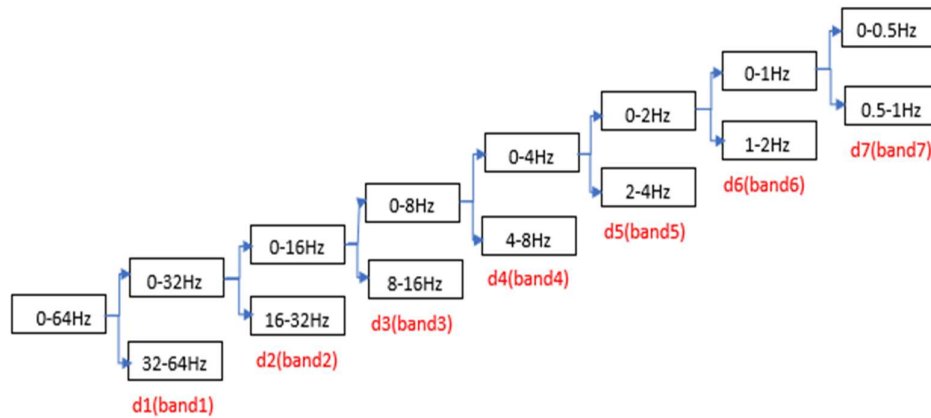 0-0.5Hz
0-1Hz
0.5-1Hz
d7(band7)
0-2Hz
1-2Hz
d6(band6)
0-4Hz
2-4Hz
d5(band5)
0-8Hz
4-8Hz
d4(band4)
0-16Hz
8-16Hz
d3(band3)
0-32Hz
16-32Hz
d2(band2)
0-64Hz
32-64Hz
d1(band1)